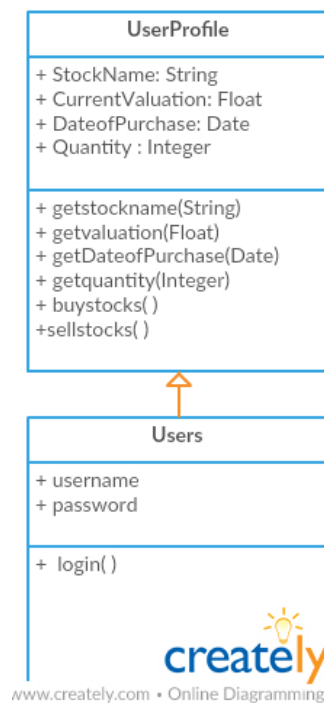 UserProfile
+ StockName: String
+ CurrentValuation: Float
+ DateofPurchase: Date
+ Quantity : Integer
+ getstockname(String)
+ getvaluation(Float)
+ getDateofPurchase(Date)
+ getquantity(Integer)
+ buystocks( )
+sellstocks( )
Users
+ username
+ password
+ login( )
creately
www.creately.com • Online Diagramming